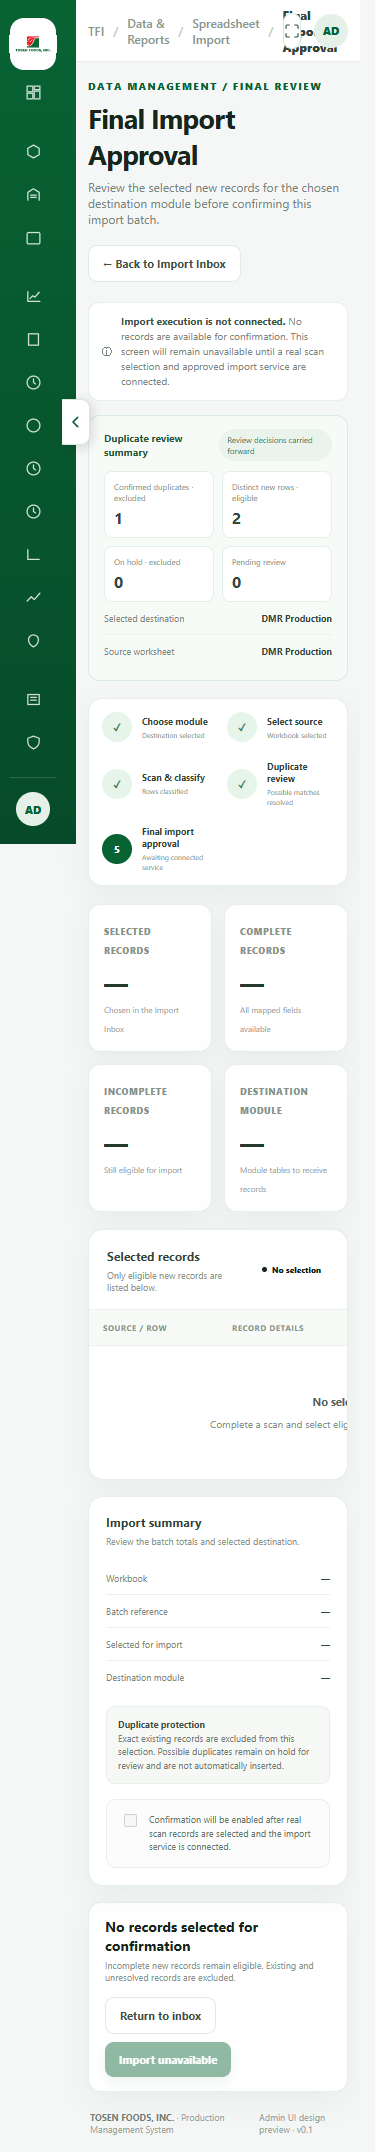 TOSEN FOODS, INC.
TFI / Data & Reports / Spreadsheet Import / Final Import Approval
AD
DATA MANAGEMENT / FINAL REVIEW
Final Import
Approval
Review the selected new records for the chosen
destination module before confirming this
import batch.
← Back to Import Inbox
Import execution is not connected. No
records are available for confirmation. This
screen will remain unavailable until a real scan
selection and approved import service are
connected.
Duplicate review
summary
Review decisions carried
forward
Confirmed duplicates ·
excluded
1
Distinct new rows ·
eligible
2
On hold · excluded
0
Pending review
0
Selected destination DMR Production
Source worksheet DMR Production
✓ Choose module
Destination selected
✓ Select source
Workbook selected
✓ Scan & classify
Rows classified
✓ Duplicate
review
Possible matches
resolved
5 Final import
approval
Awaiting connected
service
AD
SELECTED
RECORDS
—
Chosen in the Import
Inbox
COMPLETE
RECORDS
—
All mapped fields
available
INCOMPLETE
RECORDS
—
Still eligible for import
DESTINATION
MODULE
—
Module tables to receive
records
Selected records
Only eligible new records are
listed below.
● No selection
SOURCE / ROW RECORD DETAILS
No sele
Complete a scan and select elig
Import summary
Review the batch totals and selected destination.
Workbook —
Batch reference —
Selected for import —
Destination module —
Duplicate protection
Exact existing records are excluded from this
selection. Possible duplicates remain on hold for
review and are not automatically inserted.
Confirmation will be enabled after real
scan records are selected and the import
service is connected.
No records selected for
confirmation
Incomplete new records remain eligible. Existing and
unresolved records are excluded.
Return to inbox
Import unavailable
TOSEN FOODS, INC. · Production
Management System
Admin UI design
preview · v0.1